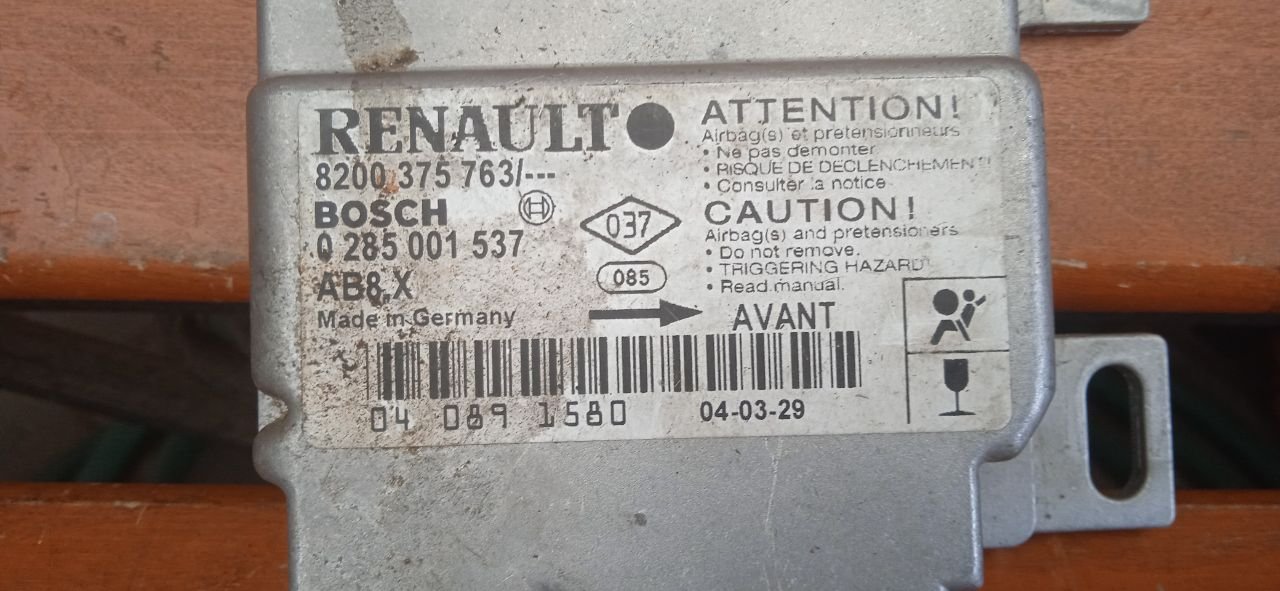 RENAULT
8200 375 763/---
BOSCH
0 285 001 537
AB8.X
Made in Germany
037
085
ATTENTION!
Airbag(s) et pretensionneurs
• Ne pas demonter.
• RISQUE DE DECLENCHEMENT!
• Consulter la notice
CAUTION!
Airbag(s) and pretensioners
• Do not remove.
• TRIGGERING HAZARD!
• Read manual.
AVANT
04 089 1580
04-03-29